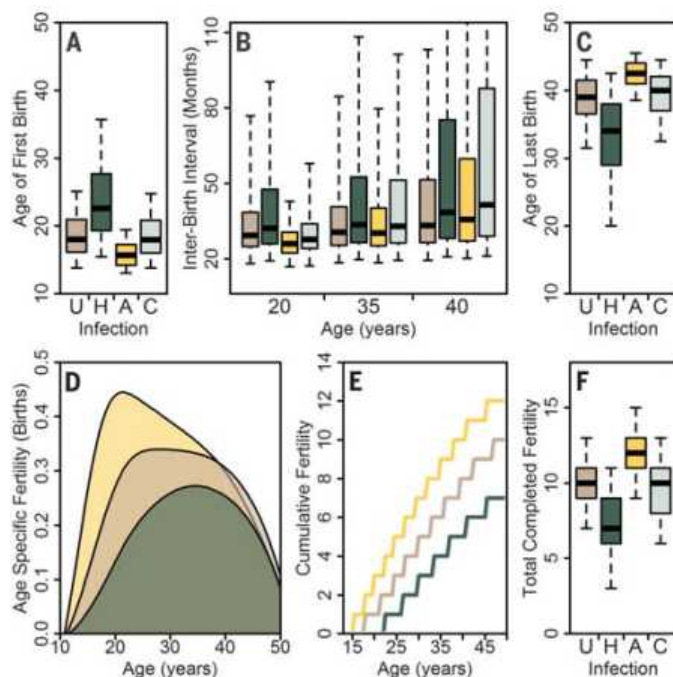 A
Age of First Birth
50
40
30
20
10
U H A C
Infection
B
Inter-Birth Interval (Months)
110
80
50
20
20 35 40
Age (years)
C
Age of Last Birth
50
40
30
20
10
U H A C
Infection
D
Age Specific Fertility (Births)
0.5
0.4
0.3
0.2
0.1
0.0
10 20 30 40 50
Age (years)
E
Cumulative Fertility
14
12
10
8
6
4
2
0
15 25 35 45
Age (years)
F
Total Completed Fertility
15
10
5
0
U H A C
Infection